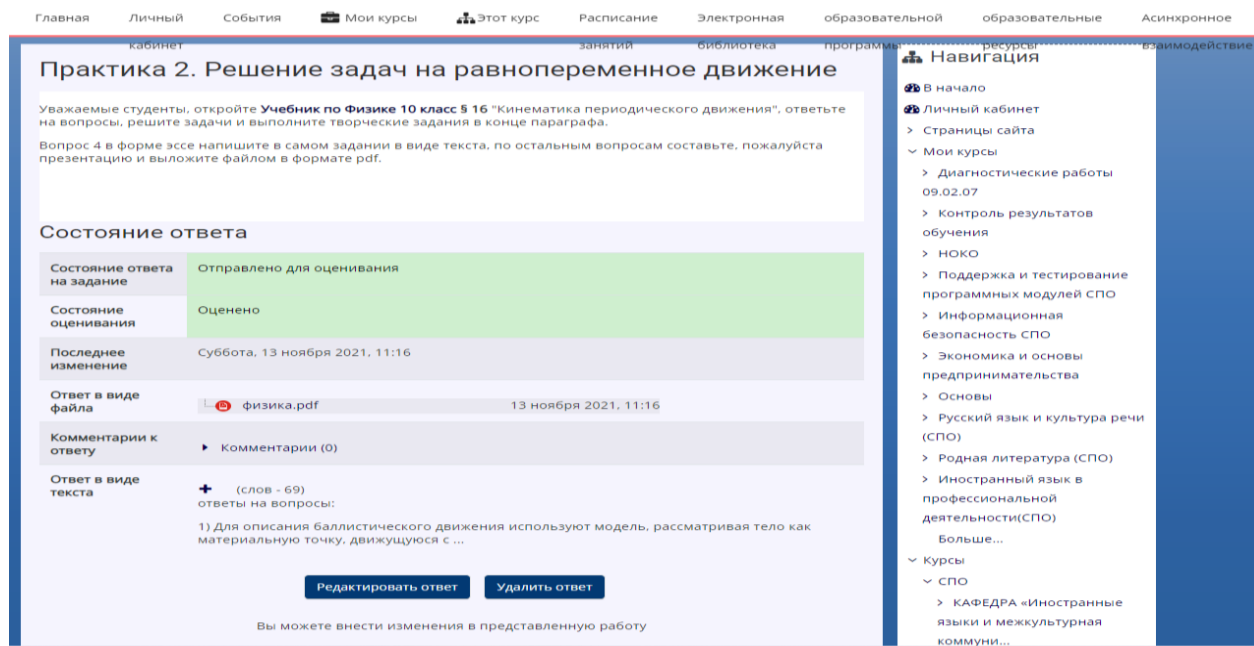 Главная Личный События Мои курсы Этот курс Расписание Электронная образовательной образовательные Асинхронное
кабинет занятий библиотека программы ресурсы взаимодействие
Практика 2. Решение задач на равнопеременное движение
Уважаемые студенты, откройте Учебник по Физике 10 класс § 16 "Кинематика периодического движения", ответьте
на вопросы, решите задачи и выполните творческие задания в конце параграфа.
Вопрос 4 в форме эссе напишите в самом задании в виде текста, по остальным вопросам составьте, пожалуйста
презентацию и выложите файлом в формате pdf.
Состояние ответа
Состояние ответа Отправлено для оценивания
на задание
Состояние Оценено
оценивания
Последнее Суббота, 13 ноября 2021, 11:16
изменение
Ответ в виде
файла физика.pdf 13 ноября 2021, 11:16
Комментарии к
ответу Комментарии (0)
Ответ в виде
текста (слов - 69)
ответы на вопросы:
1) Для описания баллистического движения используют модель, рассматривая тело как
материальную точку, движущуюся с ...
Редактировать ответ Удалить ответ
Вы можете внести изменения в представленную работу
Навигация
В начало
Личный кабинет
Страницы сайта
Мои курсы
Диагностические работы
09.02.07
Контроль результатов
обучения
НОКО
Поддержка и тестирование
программных модулей СПО
Информационная
безопасность СПО
Экономика и основы
предпринимательства
Основы
Русский язык и культура речи
(СПО)
Родная литература (СПО)
Иностранный язык в
профессиональной
деятельности(СПО)
Больше...
Курсы
СПО
КАФЕДРА «Иностранные
языки и межкультурная
коммуни...